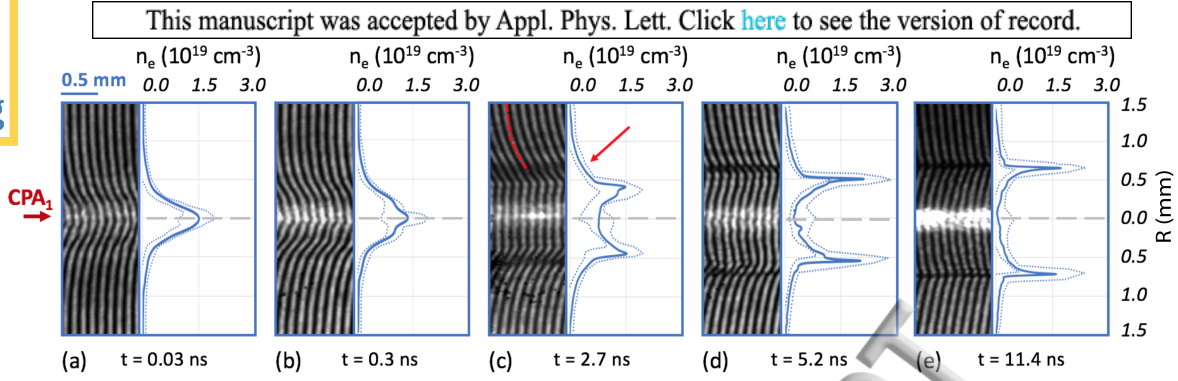 This manuscript was accepted by Appl. Phys. Lett. Click here to see the version of record.
nₑ (10¹⁹ cm⁻³) nₑ (10¹⁹ cm⁻³) nₑ (10¹⁹ cm⁻³) nₑ (10¹⁹ cm⁻³) nₑ (10¹⁹ cm⁻³)
0.5 mm 0.0 1.5 3.0 0.0 1.5 3.0 0.0 1.5 3.0 0.0 1.5 3.0 0.0 1.5 3.0
1.5
1.0
0.5
CPA₁
0.0
0.5
1.0
1.5
R (mm)
(a) t = 0.03 ns (b) t = 0.3 ns (c) t = 2.7 ns (d) t = 5.2 ns (e) t = 11.4 ns